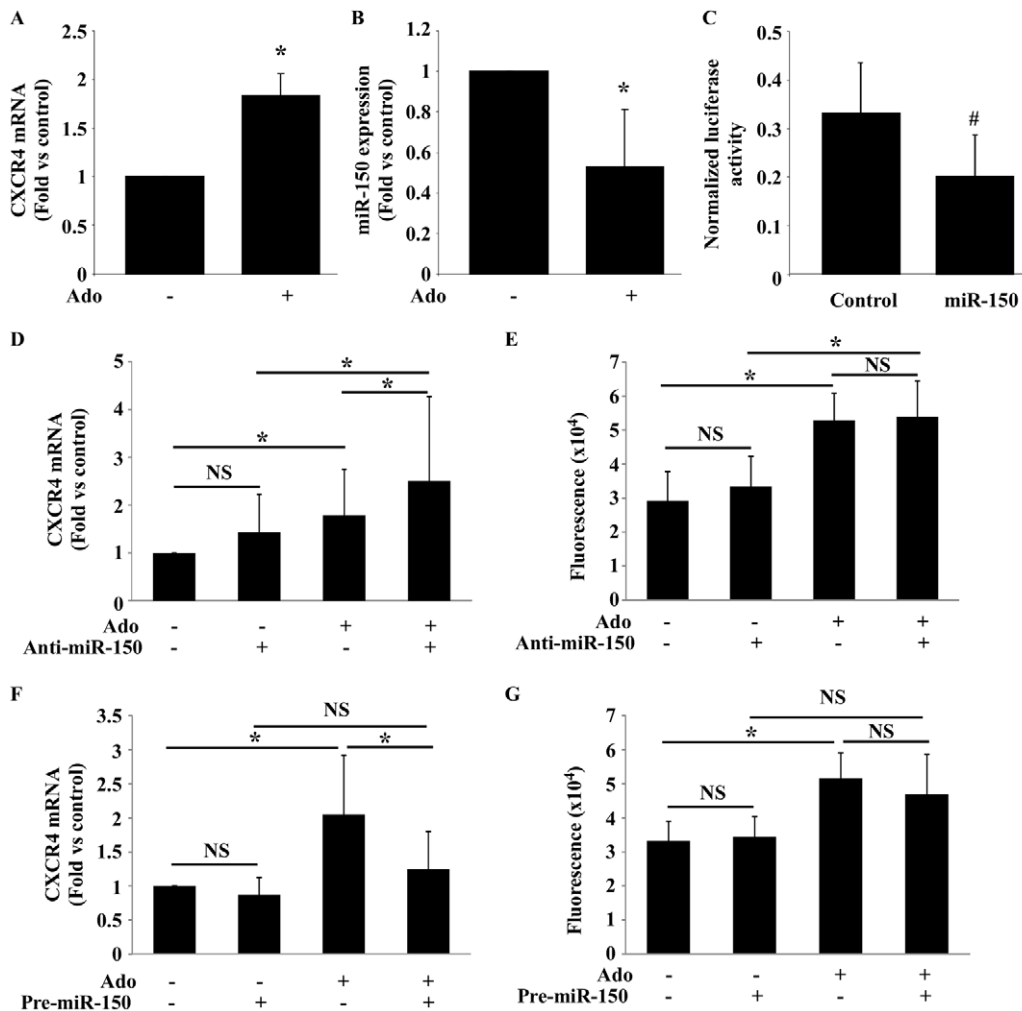 A
CXCR4 mRNA
(Fold vs control)
2.5
2
1.5
1
0.5
0
*
Ado - +
B
miR-150 expression
(Fold vs control)
1.2
1
0.8
0.6
0.4
0.2
0
*
Ado - +
C
Normalized luciferase
activity
0.5
0.4
0.3
0.2
0.1
0
#
Control miR-150
D
CXCR4 mRNA
(Fold vs control)
5
4
3
2
1
0
*
*
*
NS
Ado - - + +
Anti-miR-150 - + - +
E
Fluorescence (x10⁴)
7
6
5
4
3
2
1
0
*
NS
*
NS
Ado - - + +
Anti-miR-150 - + - +
F
CXCR4 mRNA
(Fold vs control)
3.5
3
2.5
2
1.5
1
0.5
0
NS
* *
NS
Ado - - + +
Pre-miR-150 - + - +
G
Fluorescence (x10⁴)
7
6
5
4
3
2
1
0
NS
* NS
NS
Ado - - + +
Pre-miR-150 - + - +